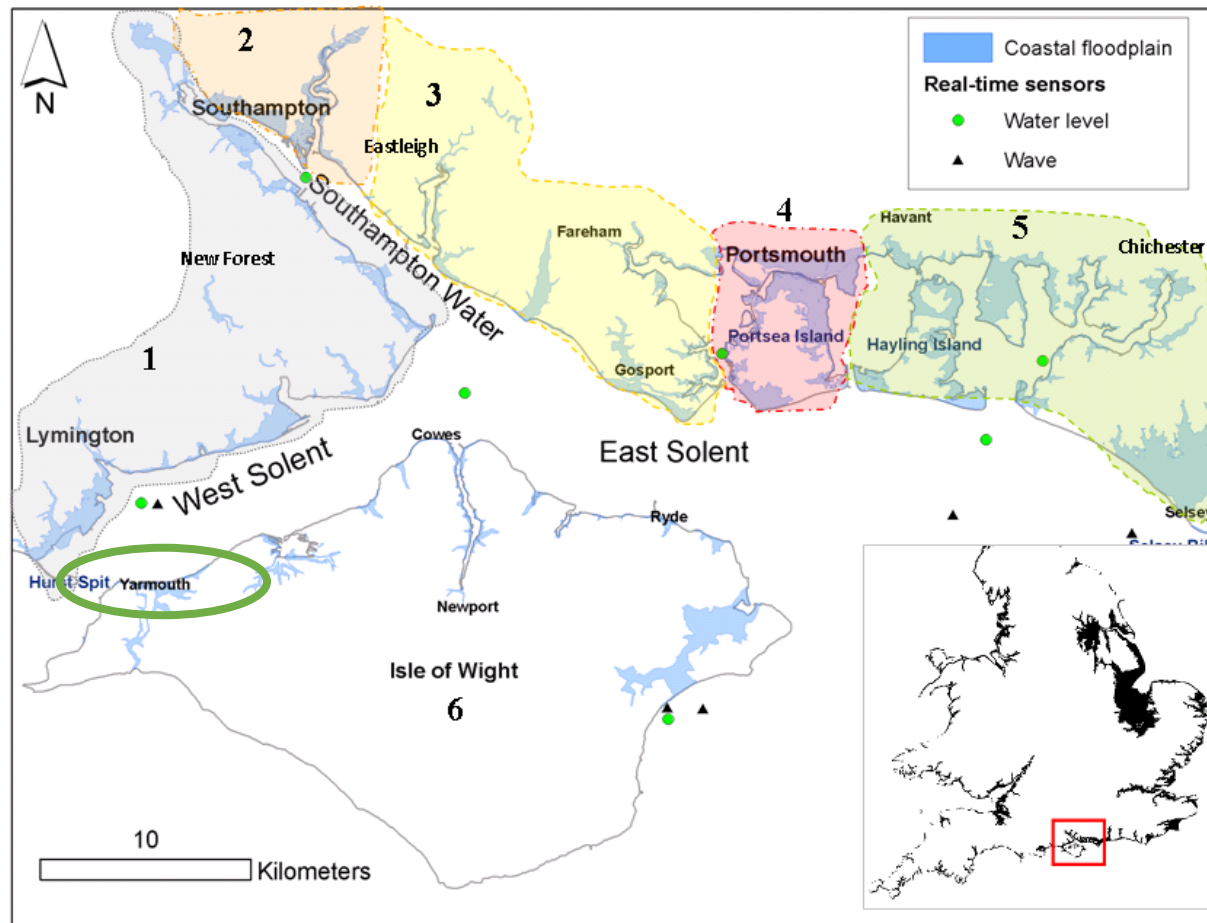 2
3
Southampton
Eastleigh
N
Coastal floodplain
Real-time sensors
Water level
Wave
Southampton Water
New Forest
4
Havant
5
Fareham
Portsmouth
Chichester
1
Portsea Island
Hayling Island
Gosport
Lymington
Cowes
West Solent
East Solent
Ryde
Selsey
Hurst Spit
Yarmouth
Newport
Isle of Wight
6
10
Kilometers